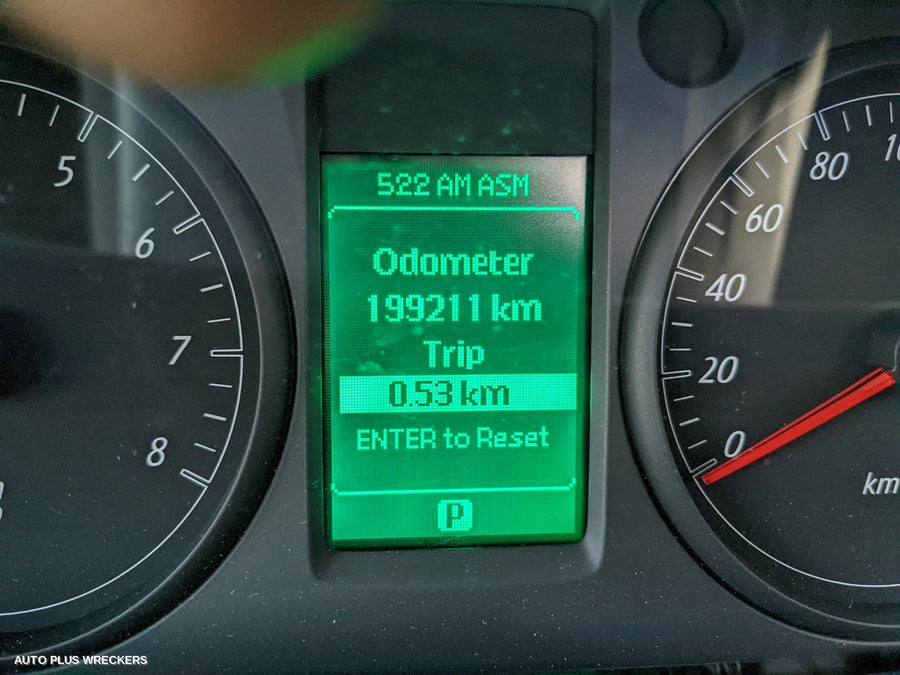 522 AM ASM
Odometer
199211 km
Trip
0.53 km
ENTER to Reset
P
5
6
7
8
0
20
40
60
80
km
AUTO PLUS WRECKERS